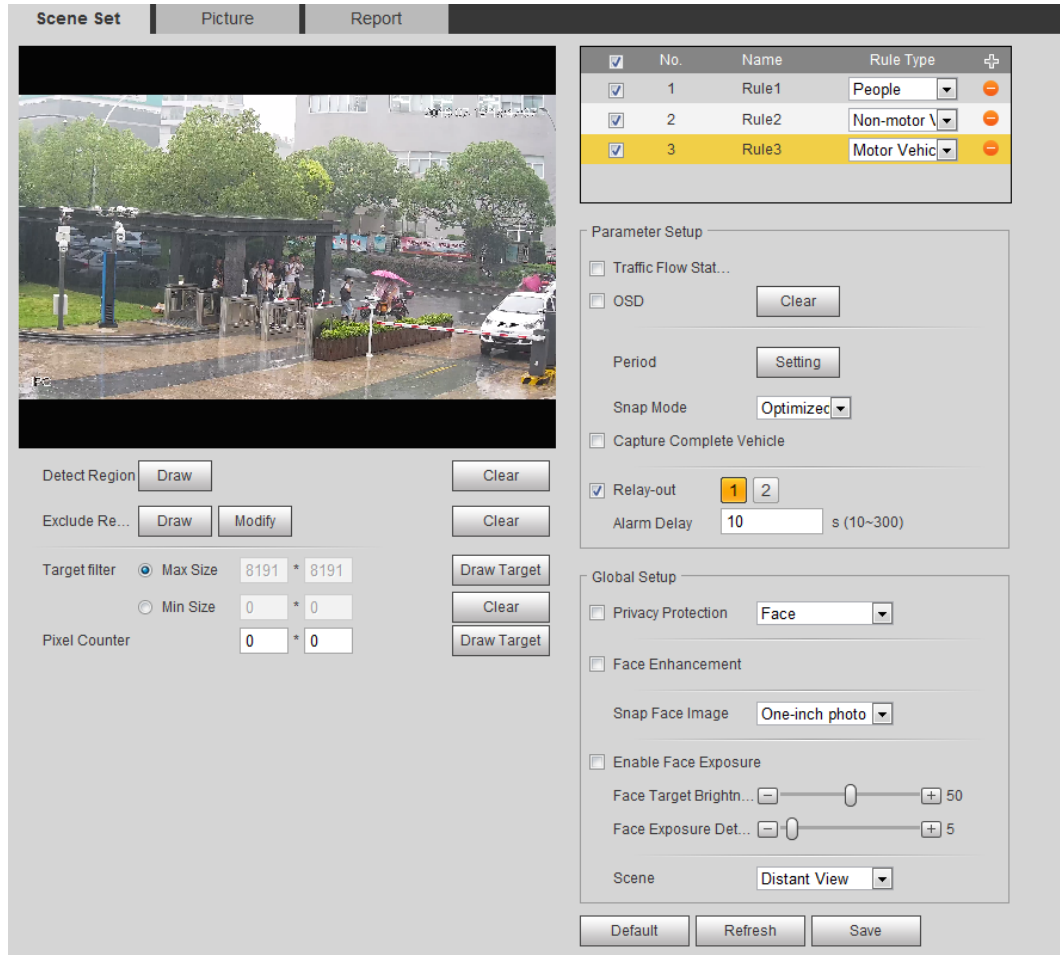 Scene Set Picture Report
No. Name Rule Type
1 Rule1 People
2 Rule2 Non-motor V
3 Rule3 Motor Vehic
Parameter Setup
Traffic Flow Stat...
OSD Clear
Period Setting
Snap Mode Optimized
Capture Complete Vehicle
Relay-out 1 2
Alarm Delay 10 s (10~300)
Global Setup
Privacy Protection Face
Face Enhancement
Snap Face Image One-inch photo
Enable Face Exposure
Face Target Brightn... 50
Face Exposure Det... 5
Scene Distant View
Default Refresh Save
IPC
Detect Region Draw Clear
Exclude Re... Draw Modify Clear
Target filter Max Size 8191 * 8191 Draw Target
Min Size 0 * 0 Clear
Pixel Counter 0 * 0 Draw Target